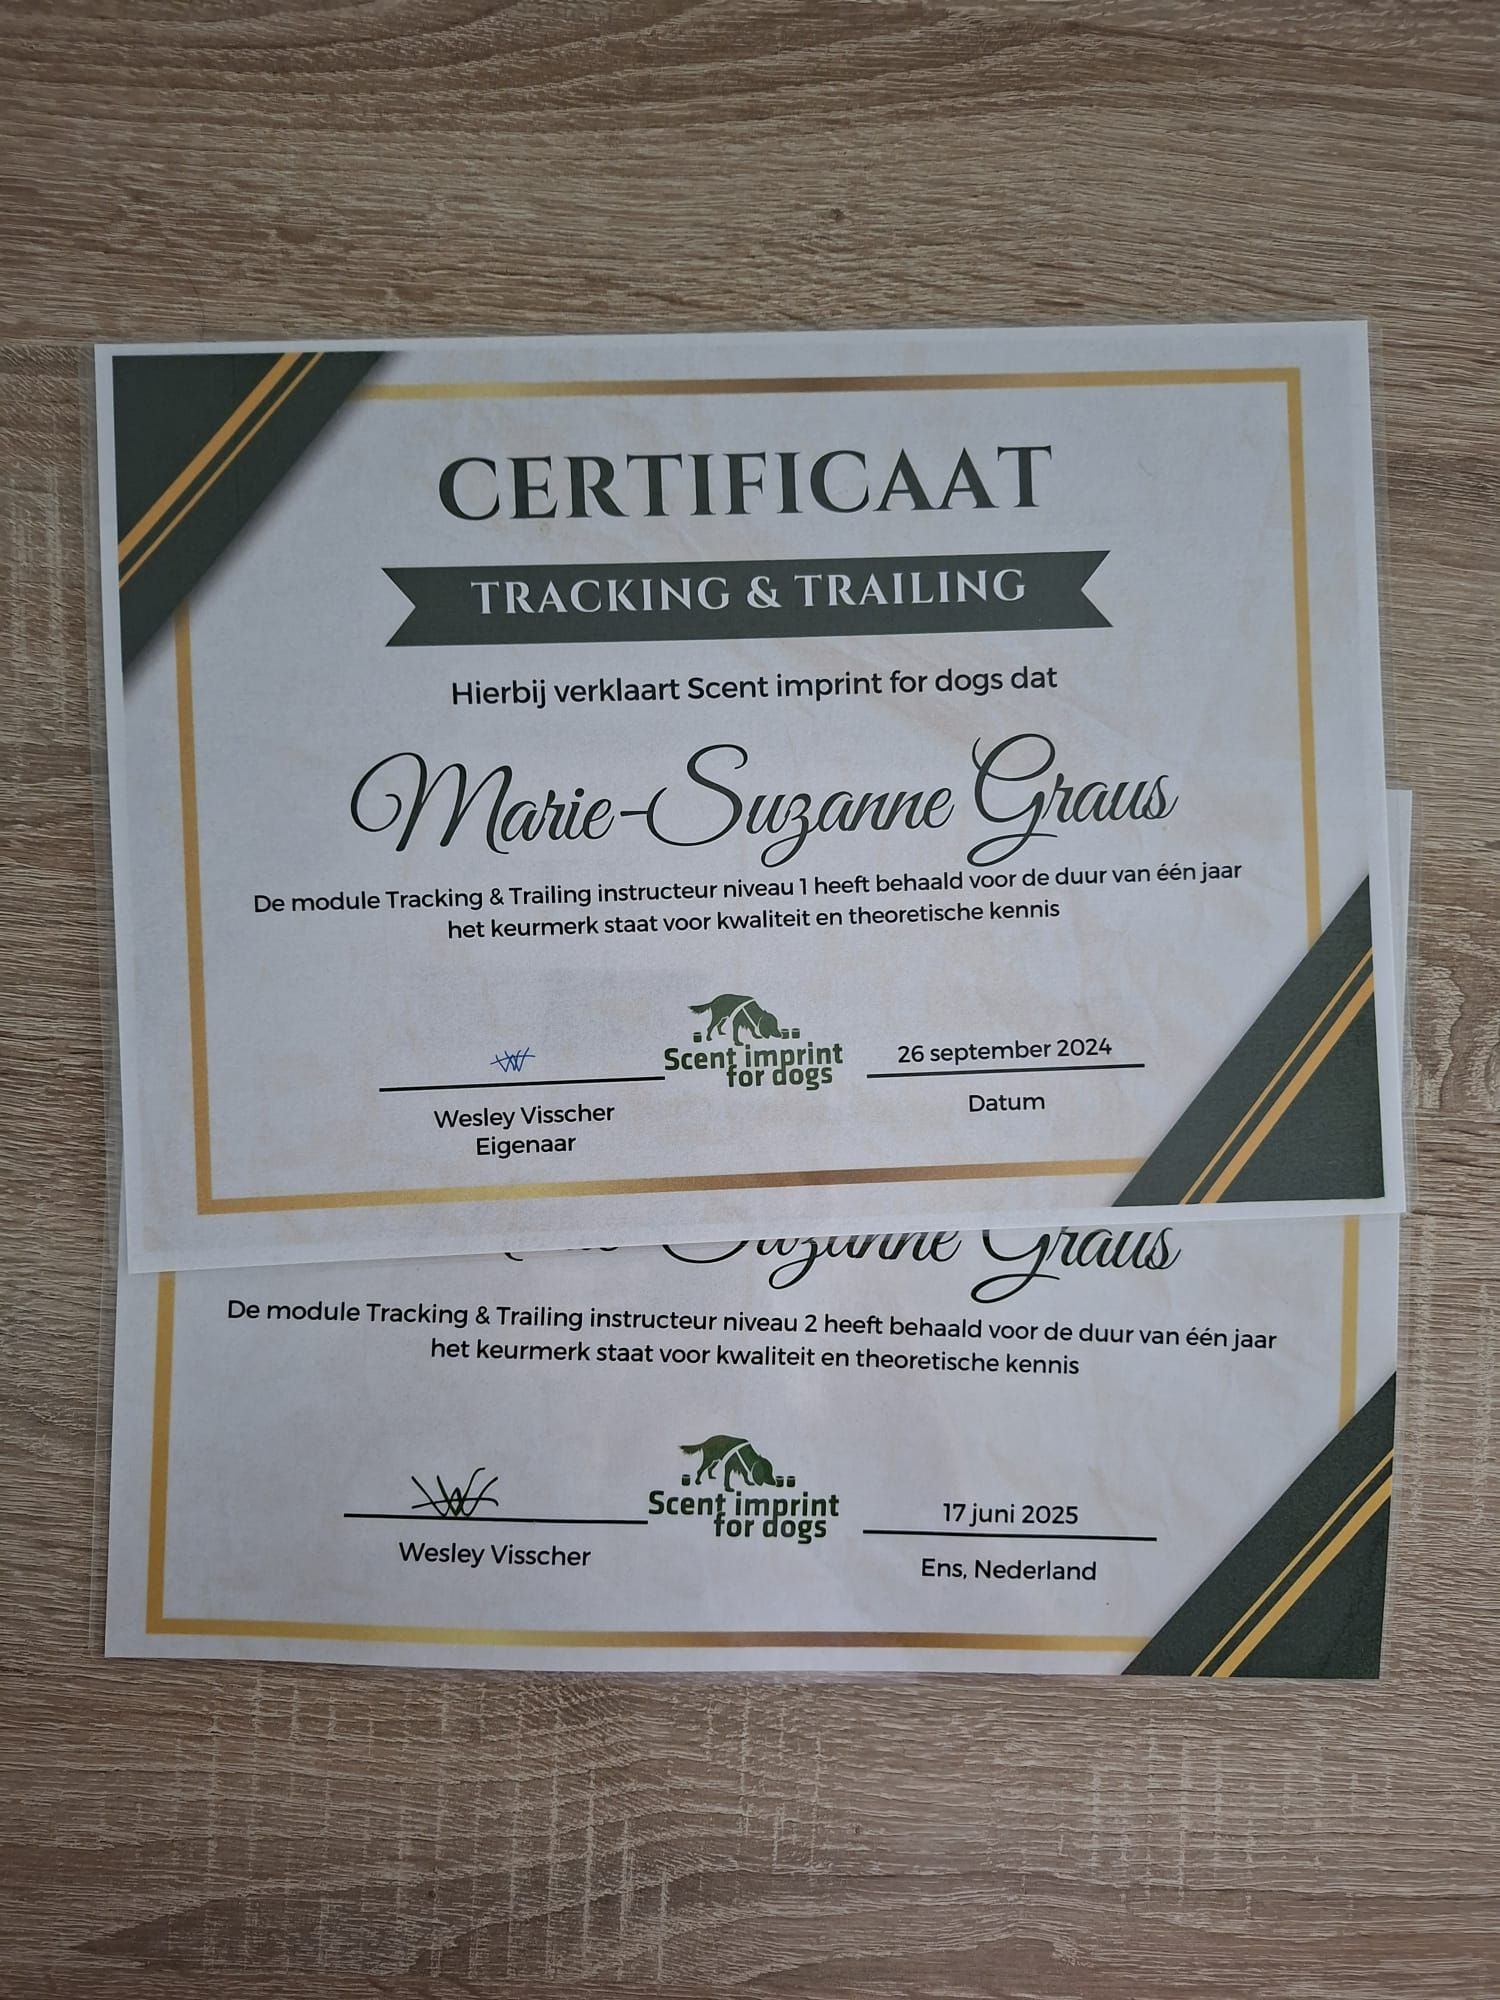 CERTIFICAAT
TRACKING & TRAILING
Hierbij verklaart Scent imprint for dogs dat
Marie-Suzanne Graus
De module Tracking & Trailing instructeur niveau 1 heeft behaald voor de duur van één jaar
het keurmerk staat voor kwaliteit en theoretische kennis
Scent imprint
for dogs
26 september 2024
Wesley Visscher
Eigenaar
Datum
Suzanne Graus
De module Tracking & Trailing instructeur niveau 2 heeft behaald voor de duur van één jaar
het keurmerk staat voor kwaliteit en theoretische kennis
Scent imprint
for dogs
17 juni 2025
Wesley Visscher
Ens, Nederland